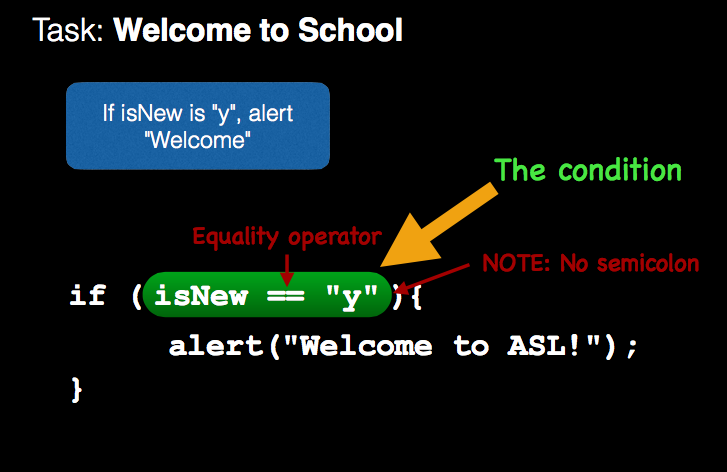 Task: Welcome to School
If isNew is "y", alert
"Welcome"
The condition
Equality operator
NOTE: No semicolon
if (isNew == "y"){
alert("Welcome to ASL!");
}